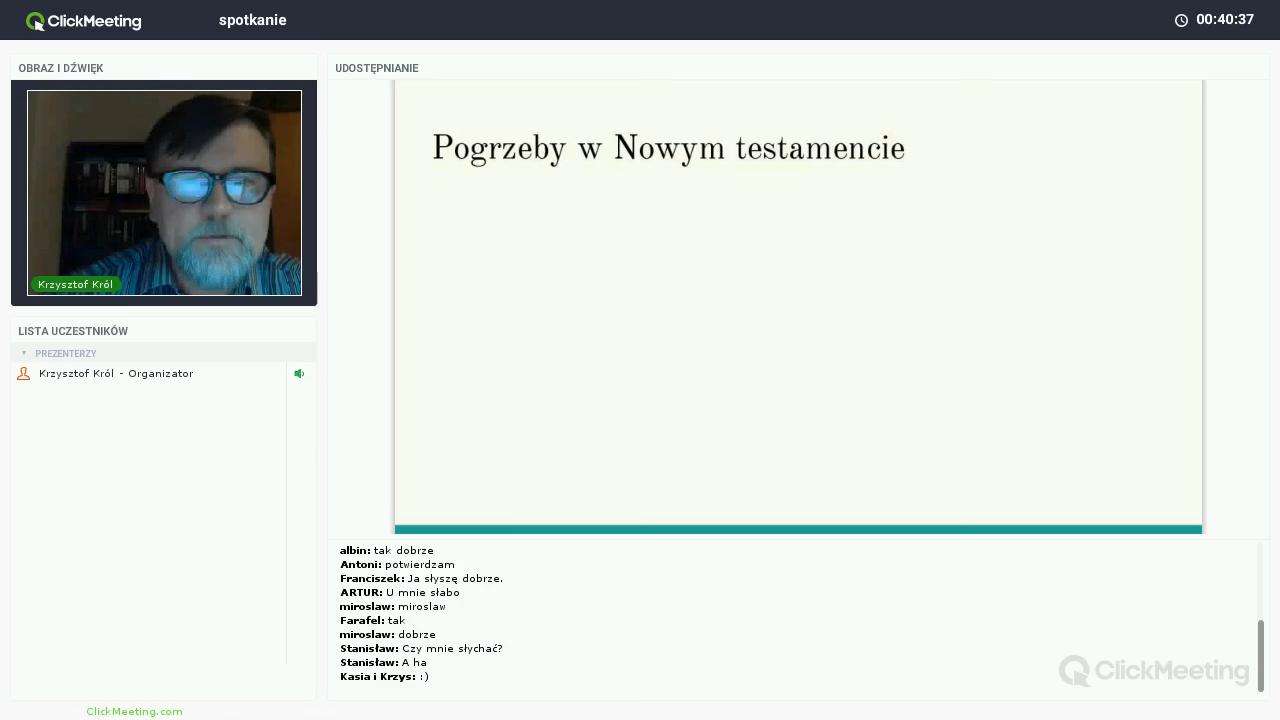 ClickMeeting
spotkanie
00:40:37
OBRAZ I DŹWIĘK
Krzysztof Król
LISTA UCZESTNIKÓW
PREZENTERZY
Krzysztof Król - Organizator
ClickMeeting.com
UDOSTĘPNIANIE
Pogrzeby w Nowym testamencie
albin: tak dobrze
Antoni: potwierdzam
Franciszek: Ja słyszę dobrze.
ARTUR: U mnie słabo
miroslaw: miroslaw
Farafel: tak
miroslaw: dobrze
Stanisław: Czy mnie słychać?
Stanisław: A ha
Kasia i Krzys: :)
ClickMeeting